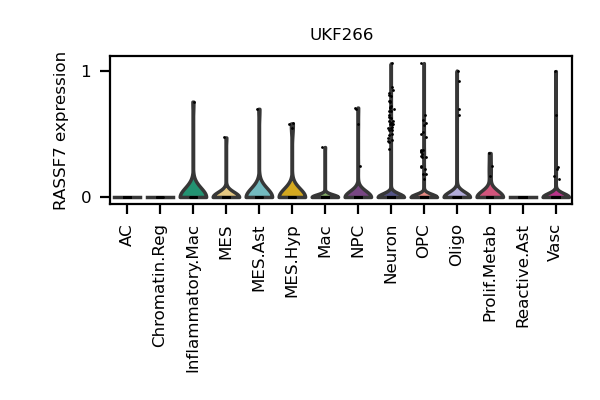 UKF266
RASSF7 expression
1
0
AC
Chromatin.Reg
Inflammatory.Mac
MES
MES.Ast
MES.Hyp
Mac
NPC
Neuron
OPC
Oligo
Prolif.Metab
Reactive.Ast
Vasc